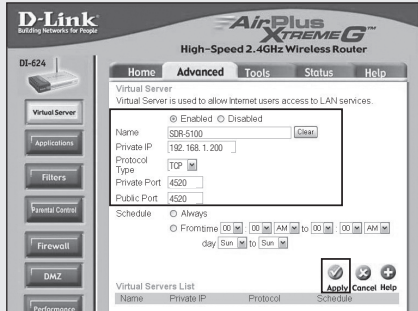 D-Link
Building Networks for People
AirPlus
XTREME G™
High-Speed 2.4GHz Wireless Router
DI-624
Home Advanced Tools Status Help
Virtual Server
Applications
Filters
Parental Control
Firewall
DMZ
Performance
Virtual Server
Virtual Server is used to allow Internet users access to LAN services.
Enabled Disabled
Name SDR-5100 Clear
Private IP 192.168.1.200
Protocol Type TCP
Private Port 4520
Public Port 4520
Schedule Always
From time 00 : 00 AM to 00 : 00 AM
day Sun to Sun
Apply Cancel Help
Virtual Servers List
Name Private IP Protocol Schedule